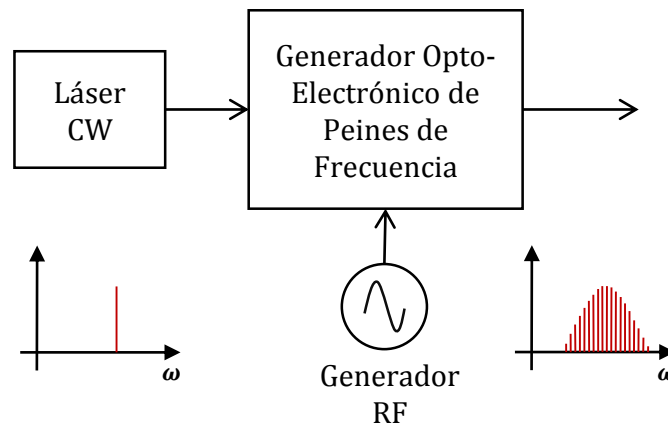 Láser
CW
Generador Opto-
Electrónico de
Peines de
Frecuencia
ω
Generador
RF
ω